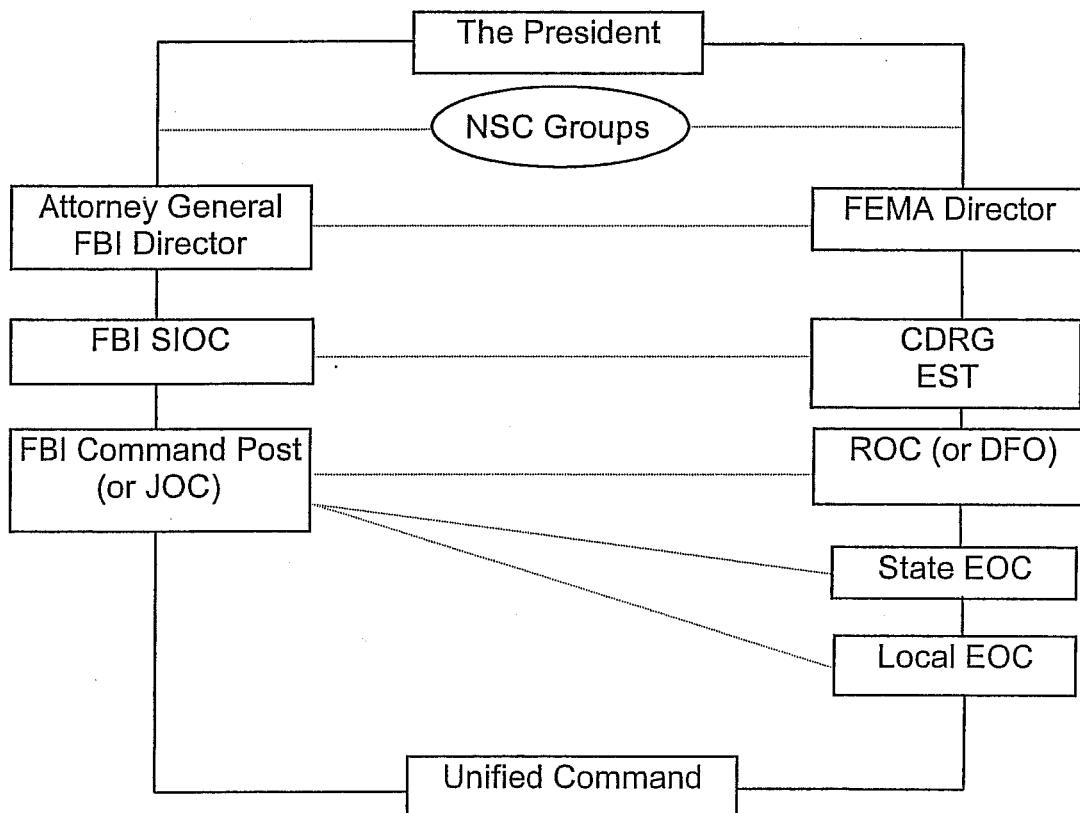 The President
NSC Groups
Attorney General
FBI Director
FEMA Director
FBI SIOC
CDRG
EST
FBI Command Post
(or JOC)
ROC (or DFO)
State EOC
Local EOC
Unified Command